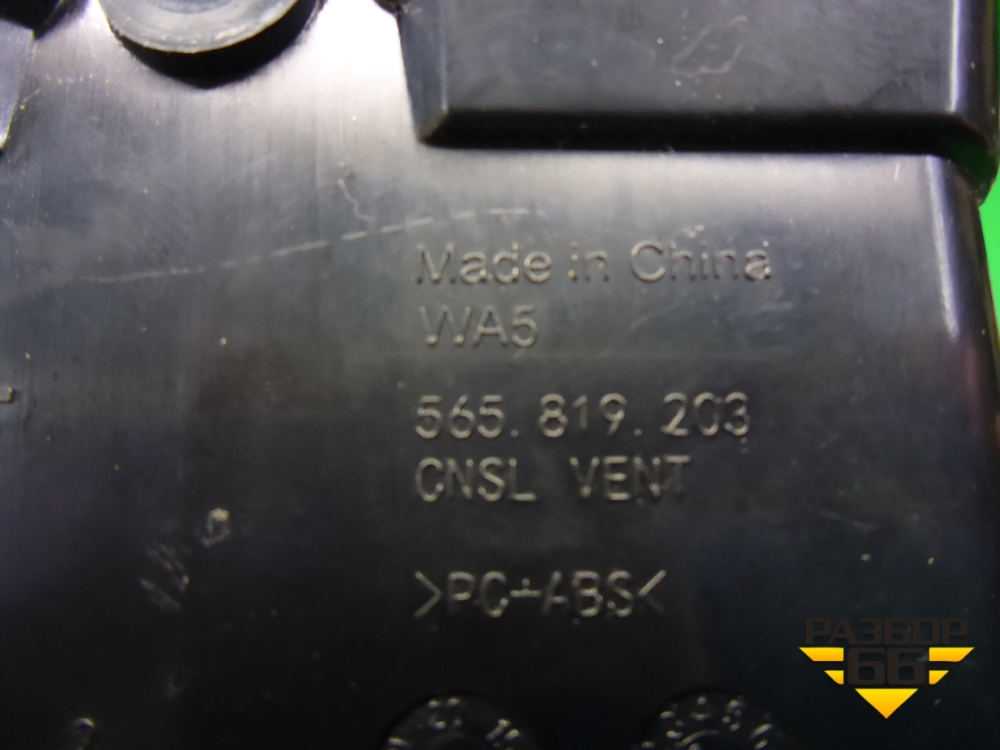 Made in China
WA5
565.819.203
CNSL VENT
>PC+ABS<
РАЗБОР
66